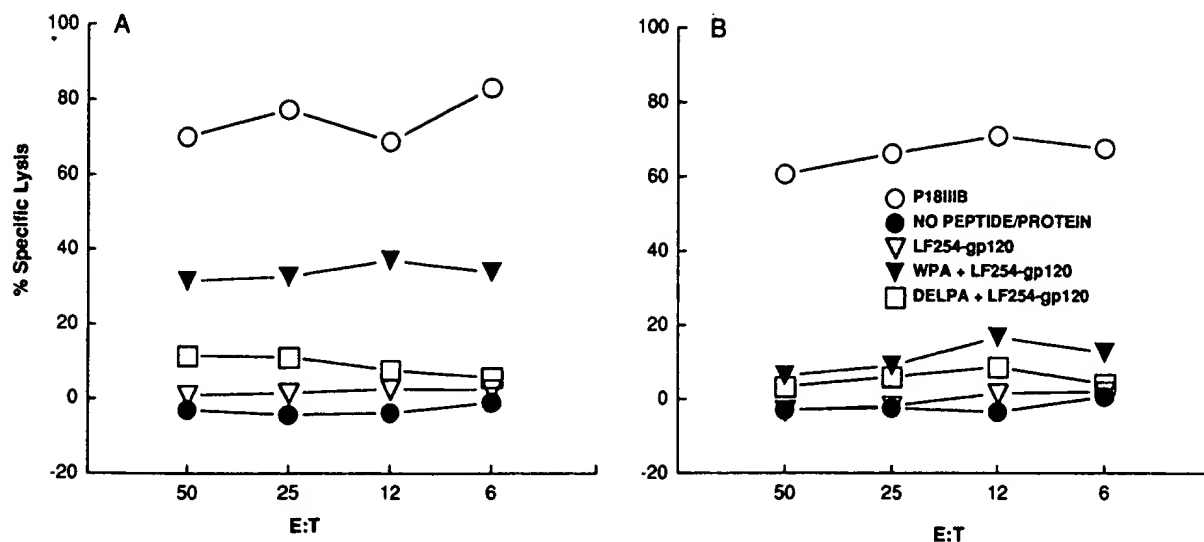 A
% Specific Lysis
100
80
60
40
20
0
-20
50 25 12 6
E:T
B
100
80
60
40
20
0
-20
P18IIIB
NO PEPTIDE/PROTEIN
LF254-gp120
WPA + LF254-gp120
DELPA + LF254-gp120
50 25 12 6
E:T